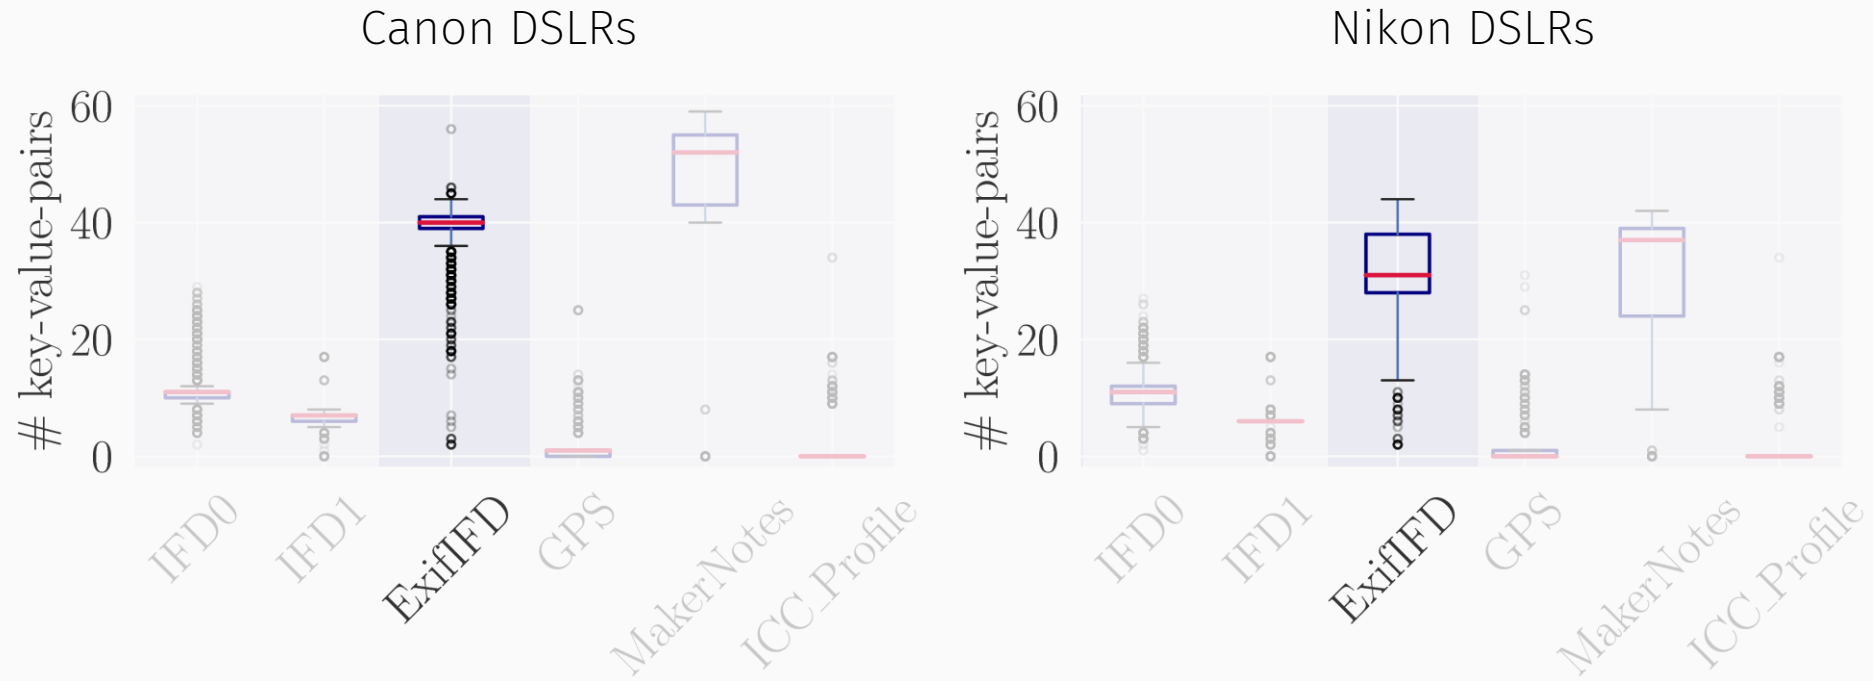 Canon DSLRs
# key-value-pairs
60
40
20
0
IFD0
IFD1
ExifIFD
GPS
MakerNotes
ICC_Profile
Nikon DSLRs
# key-value-pairs
60
40
20
0
IFD0
IFD1
ExifIFD
GPS
MakerNotes
ICC_Profile